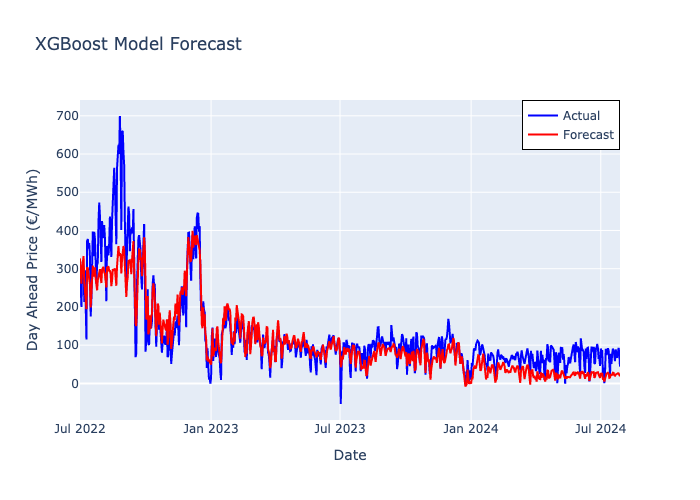 XGBoost Model Forecast
Actual
Forecast
700
600
500
400
300
200
100
0
Day Ahead Price (€/MWh)
Jul 2022
Jan 2023
Jul 2023
Jan 2024
Jul 2024
Date